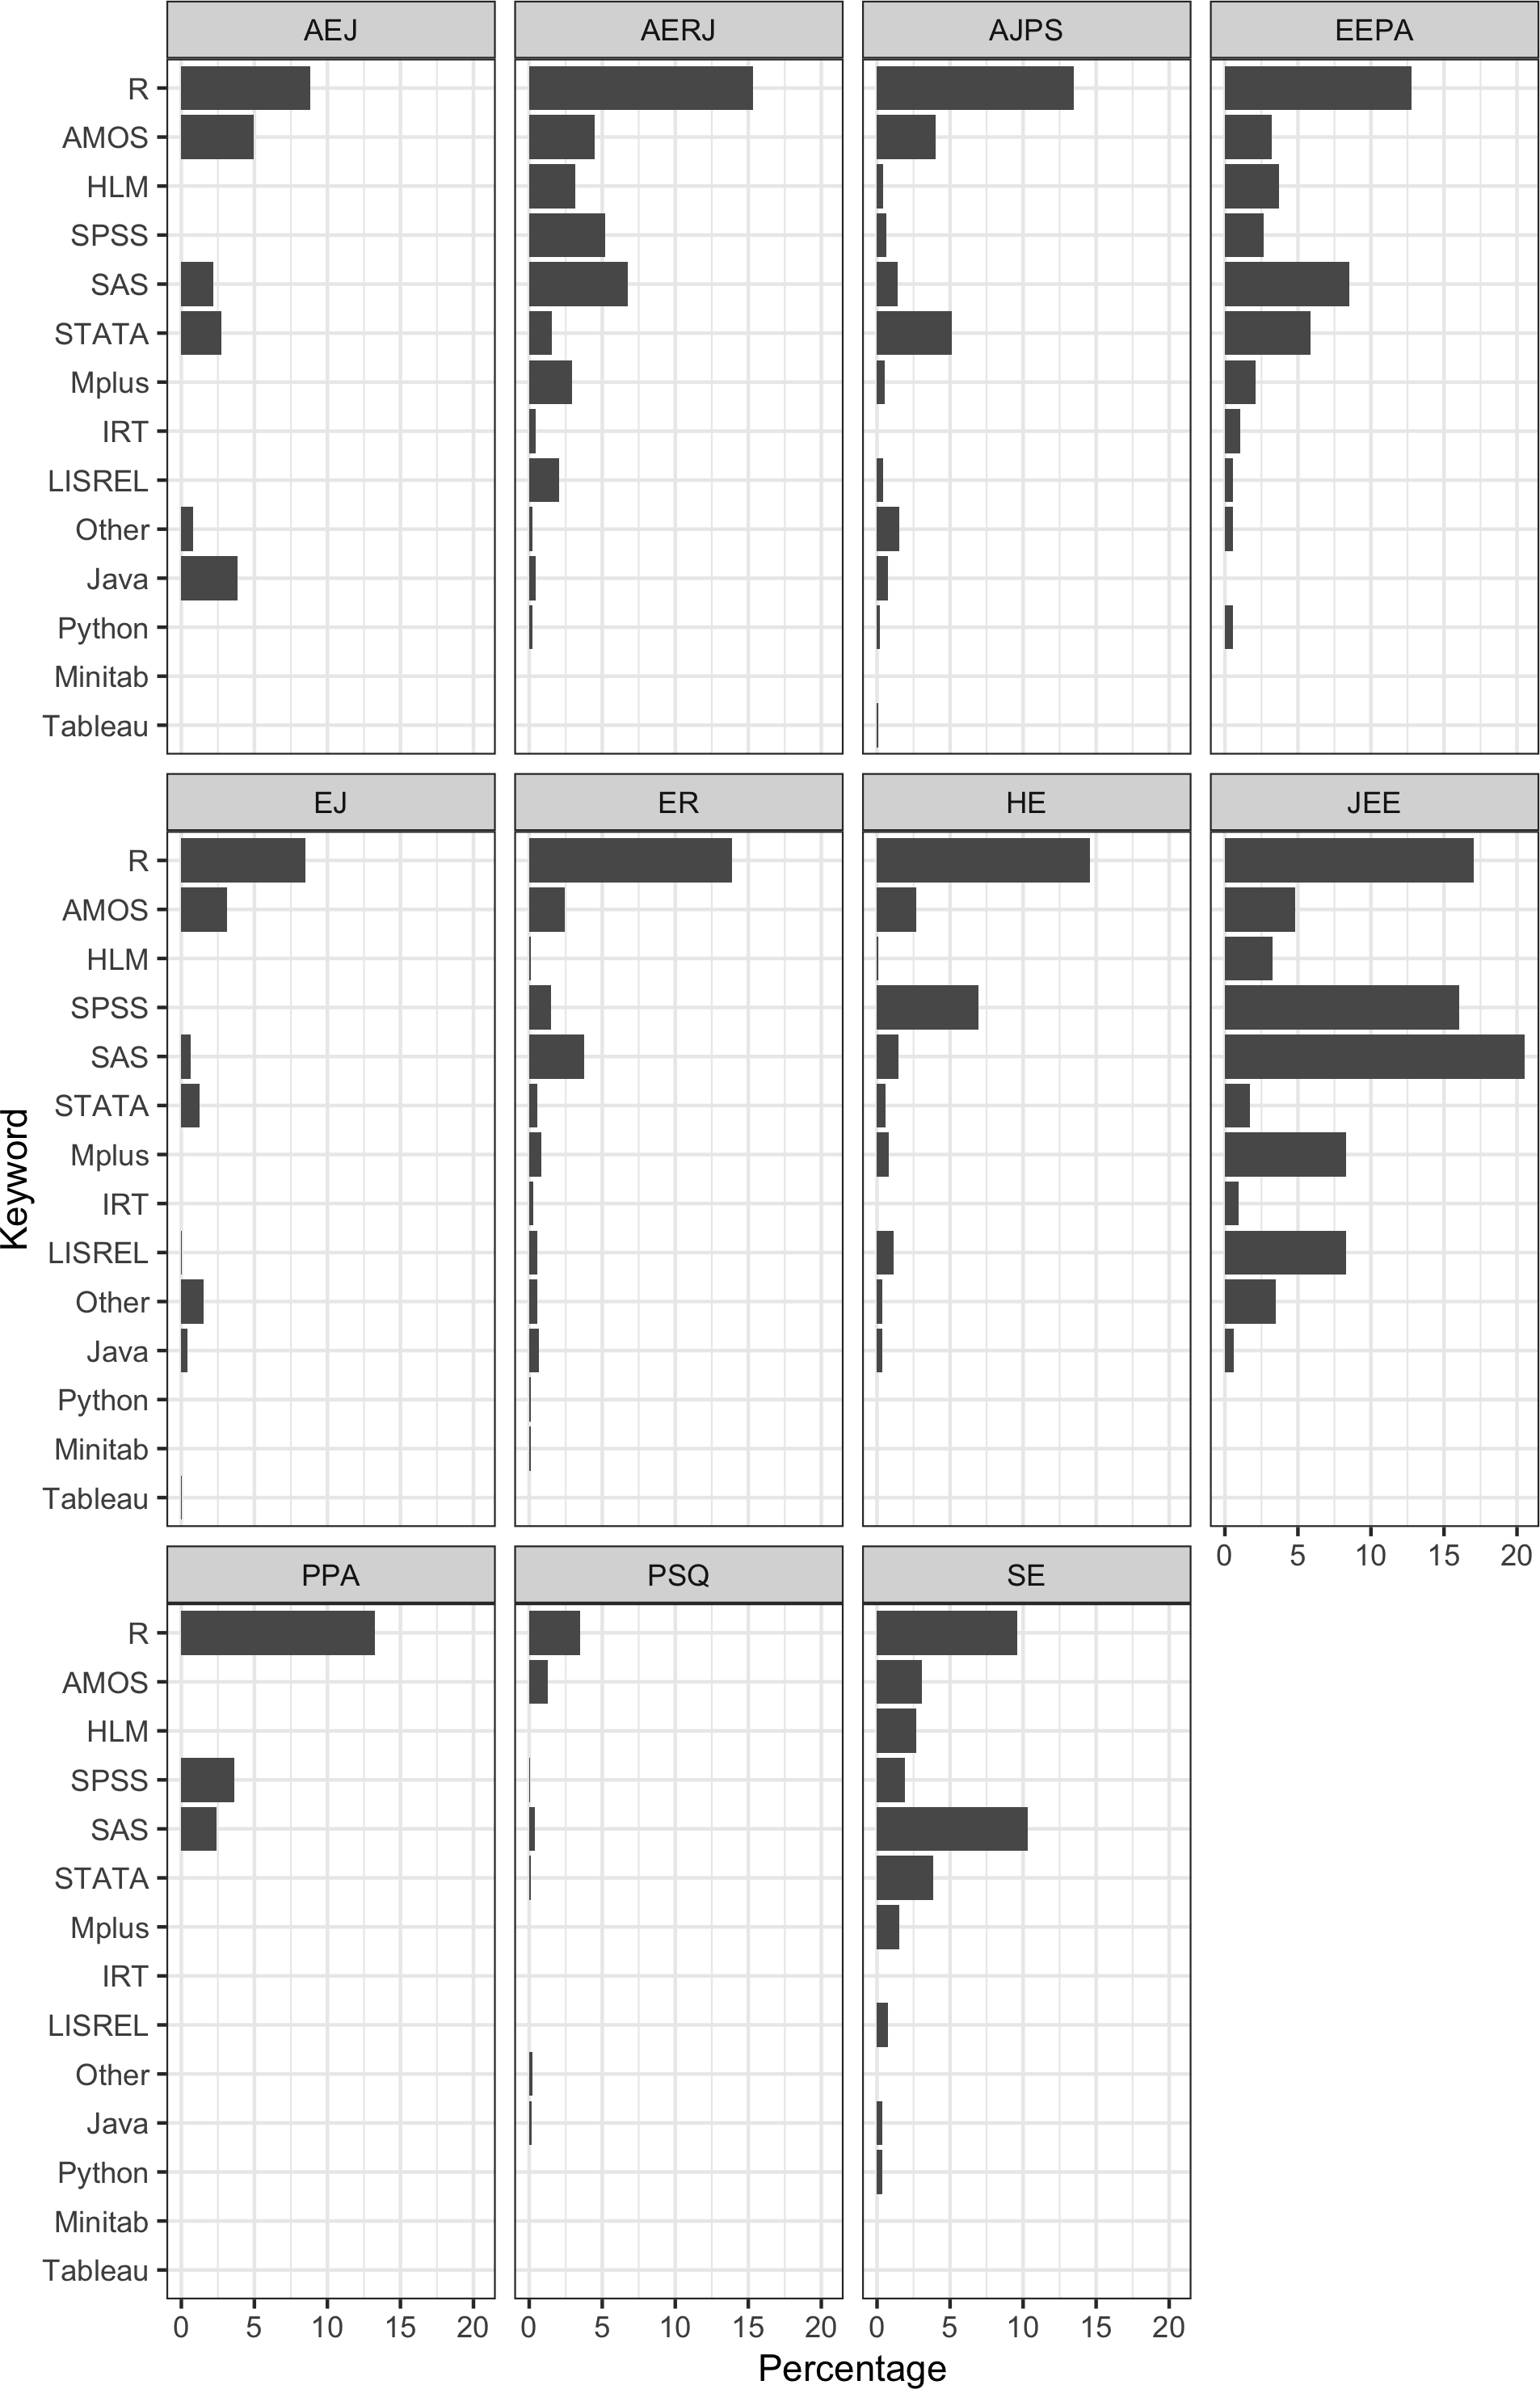 AEJ AERJ AJPS EEPA
R
AMOS
HLM
SPSS
SAS
STATA
Mplus
IRT
LISREL
Other
Java
Python
Minitab
Tableau
EJ ER HE JEE
R
AMOS
HLM
SPSS
SAS
STATA
Mplus
IRT
LISREL
Other
Java
Python
Minitab
Tableau
0 5 10 15 20
Keyword
PPA PSQ SE
R
AMOS
HLM
SPSS
SAS
STATA
Mplus
IRT
LISREL
Other
Java
Python
Minitab
Tableau
0 5 10 15 20 0 5 10 15 20 0 5 10 15 20
Percentage